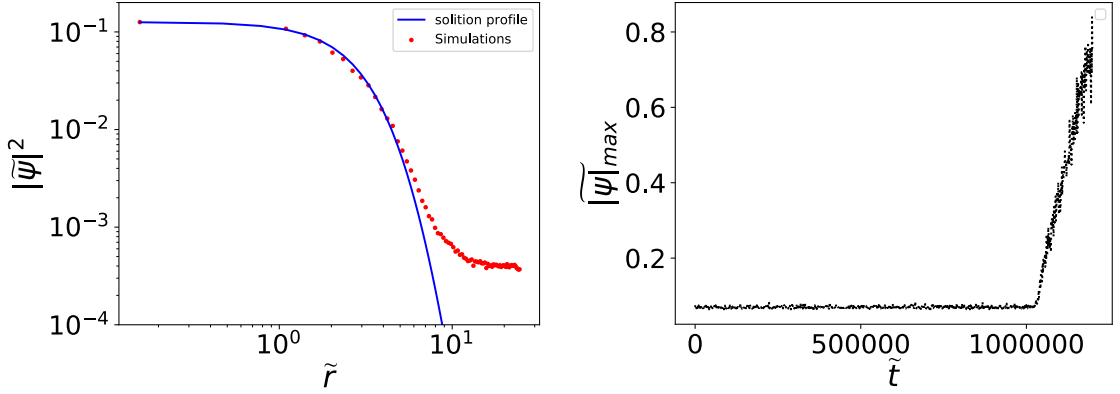 10⁻¹
10⁻²
10⁻³
10⁻⁴
|ψ̃|²
solition profile
Simulations
10⁰
10¹
r̃
0.8
0.6
0.4
0.2
|ψ|̃max
0
500000
1000000
t̃